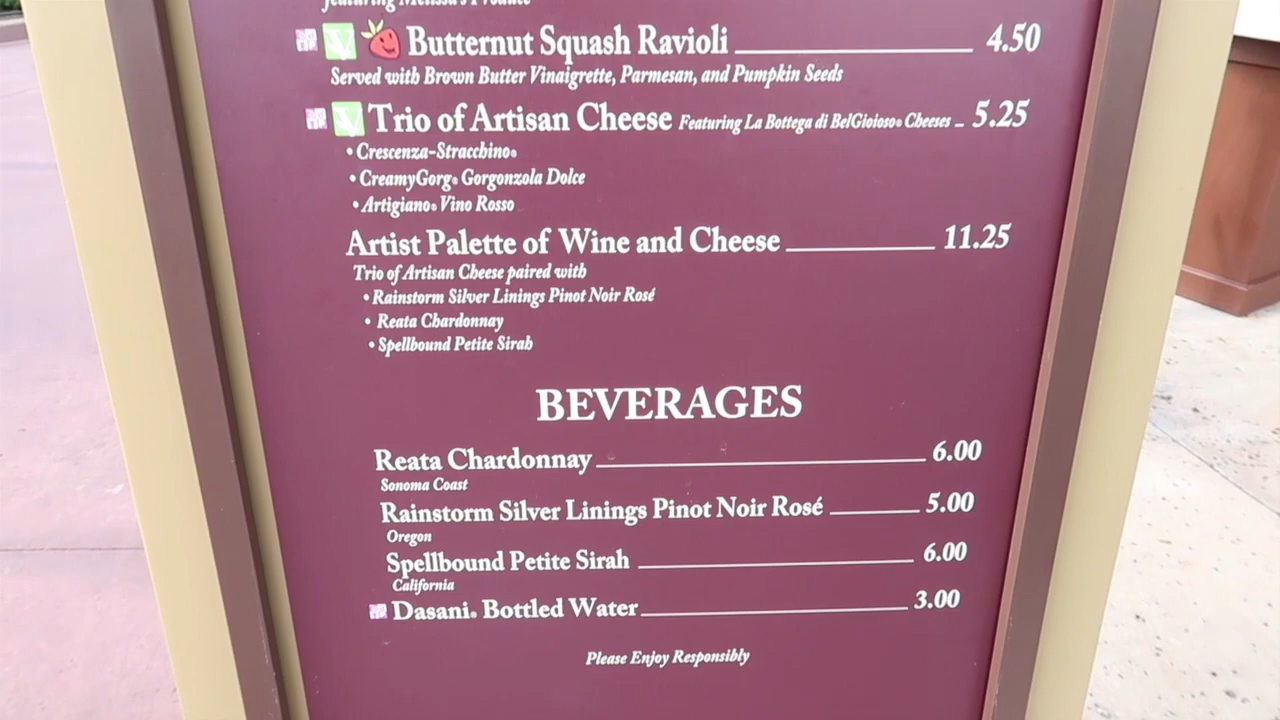 featuring Melissa's Produce
V Butternut Squash Ravioli 4.50
Served with Brown Butter Vinaigrette, Parmesan, and Pumpkin Seeds
V Trio of Artisan Cheese Featuring La Bottega di BelGioioso® Cheeses 5.25
• Crescenza-Stracchino®
• CreamyGorg® Gorgonzola Dolce
• Artigiano® Vino Rosso
Artist Palette of Wine and Cheese 11.25
Trio of Artisan Cheese paired with
• Rainstorm Silver Linings Pinot Noir Rosé
• Reata Chardonnay
• Spellbound Petite Sirah
BEVERAGES
Reata Chardonnay 6.00
Sonoma Coast
Rainstorm Silver Linings Pinot Noir Rosé 5.00
Oregon
Spellbound Petite Sirah 6.00
California
Dasani® Bottled Water 3.00
Please Enjoy Responsibly